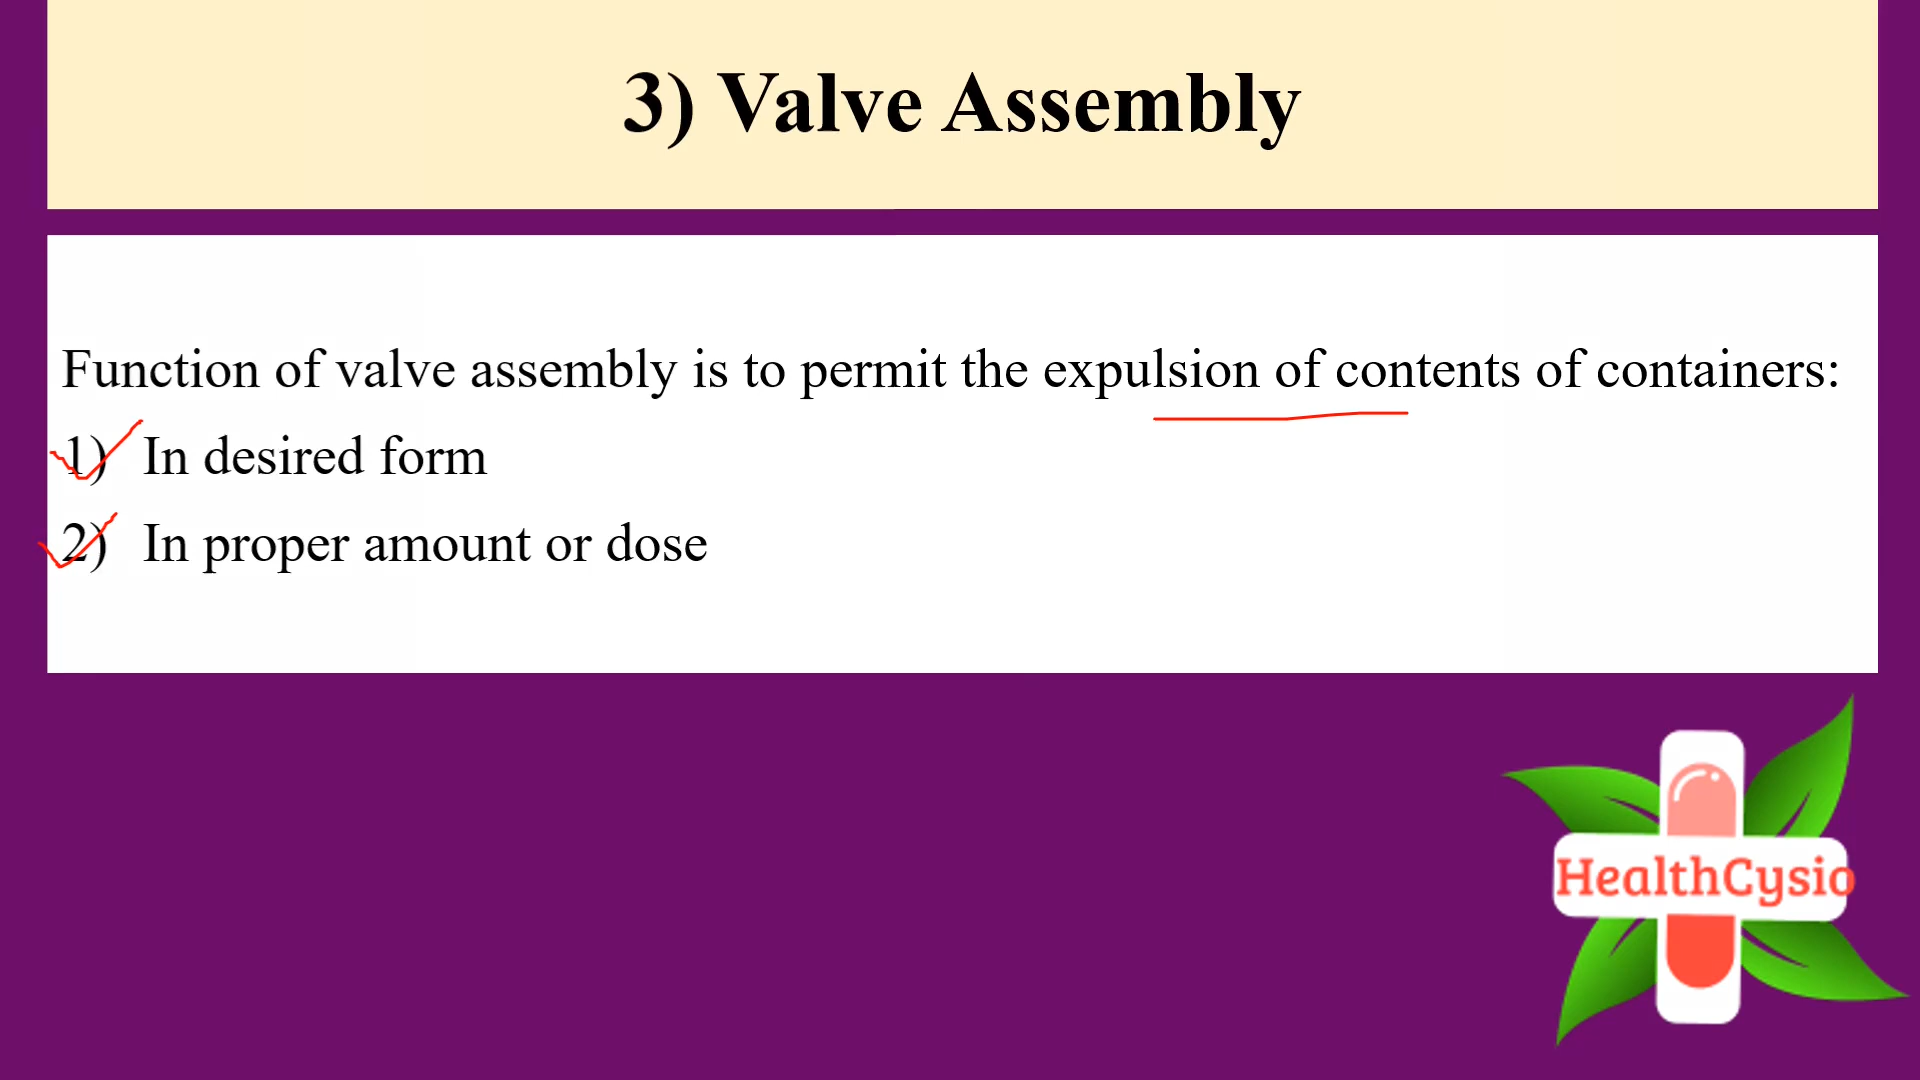 3) Valve Assembly
Function of valve assembly is to permit the expulsion of contents of containers:
1) In desired form
2) In proper amount or dose
HealthCysio